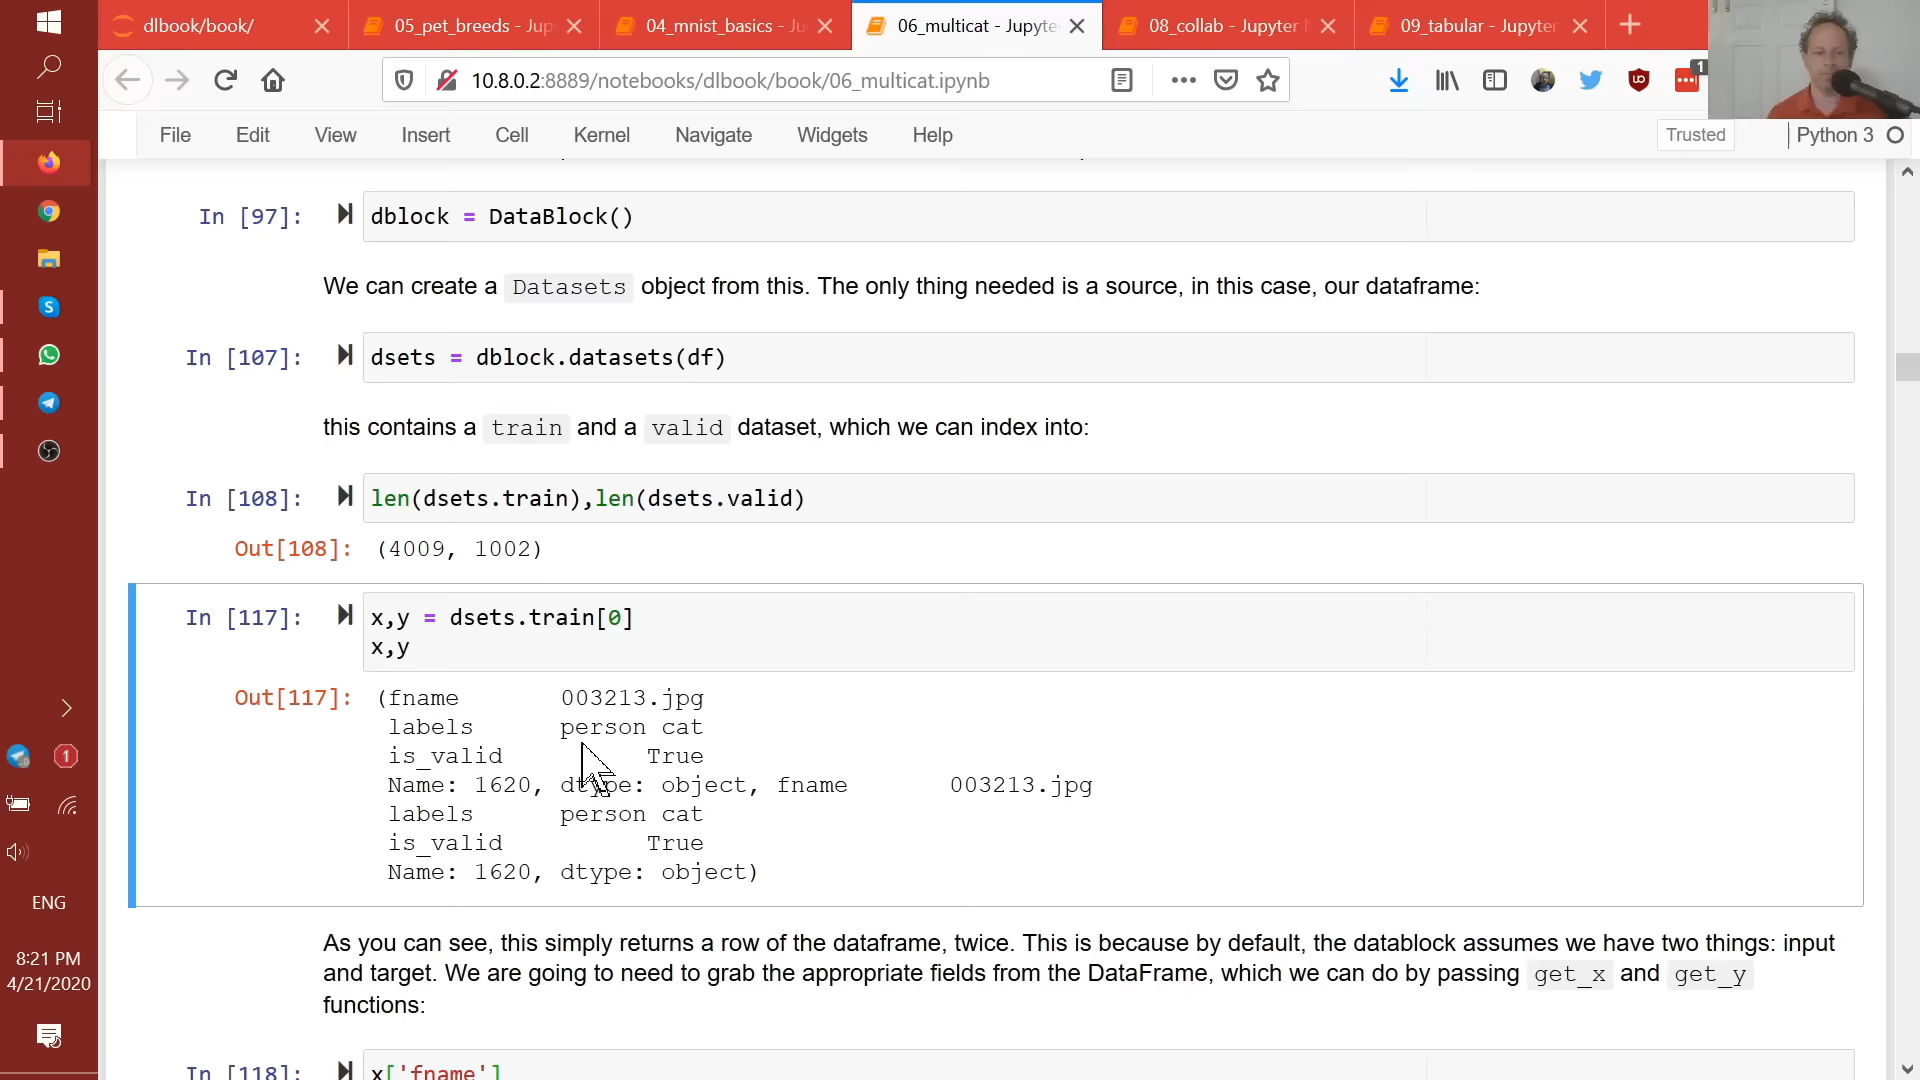 dlbook/book/
05_pet_breeds - Jup
04_mnist_basics - Ju
06_multicat - Jupyte
08_collab - Jupyter
09_tabular - Jupyter
10.8.0.2:8889/notebooks/dlbook/book/06_multicat.ipynb
1
File Edit View Insert Cell Kernel Navigate Widgets Help
Trusted
Python 3
In [97]: dblock = DataBlock()
We can create a Datasets object from this. The only thing needed is a source, in this case, our dataframe:
In [107]: dsets = dblock.datasets(df)
this contains a train and a valid dataset, which we can index into:
In [108]: len(dsets.train),len(dsets.valid)
Out[108]: (4009, 1002)
In [117]: x,y = dsets.train[0]
x,y
Out[117]: (fname 003213.jpg
labels person cat
is_valid True
Name: 1620, dtype: object, fname 003213.jpg
labels person cat
is_valid True
Name: 1620, dtype: object)
As you can see, this simply returns a row of the dataframe, twice. This is because by default, the datablock assumes we have two things: input
and target. We are going to need to grab the appropriate fields from the DataFrame, which we can do by passing get_x and get_y
functions:
In [118]: x['fname']
1
ENG
8:21 PM
4/21/2020